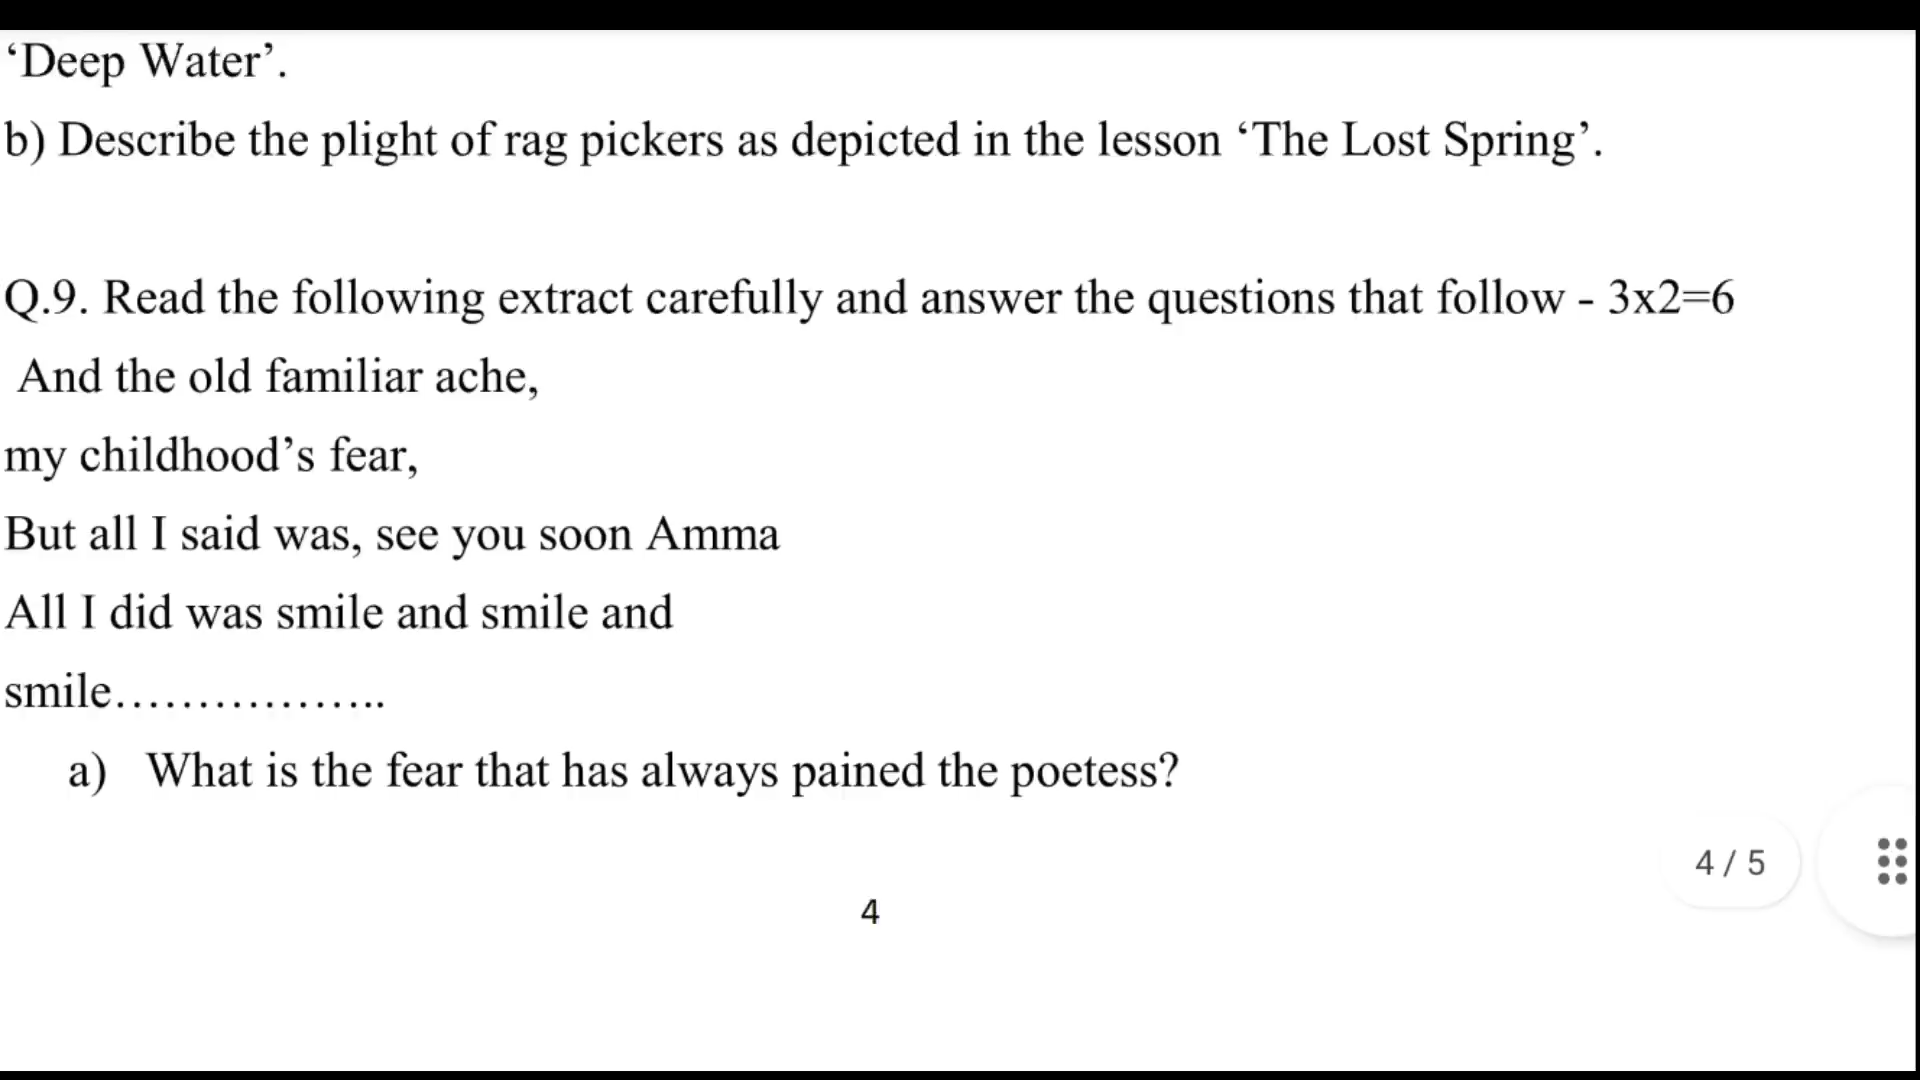 ‘Deep Water’.
b) Describe the plight of rag pickers as depicted in the lesson ‘The Lost Spring’.
Q.9. Read the following extract carefully and answer the questions that follow - 3x2=6
And the old familiar ache,
my childhood’s fear,
But all I said was, see you soon Amma
All I did was smile and smile and
smile……………..
a) What is the fear that has always pained the poetess?
4 / 5
4